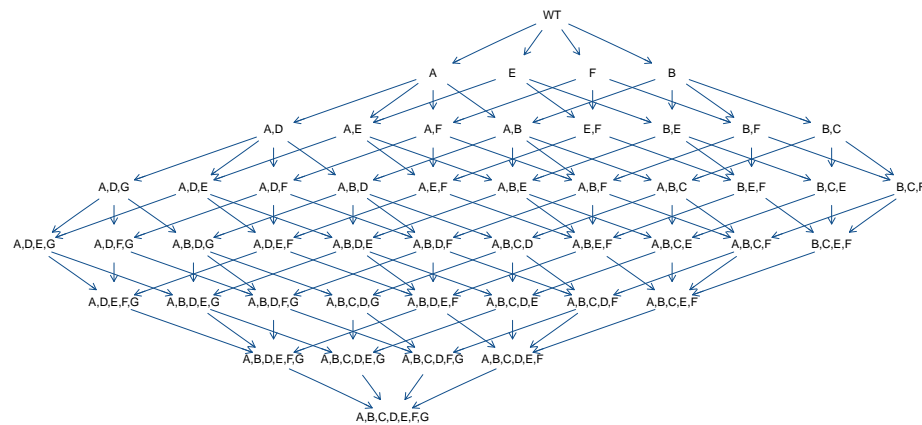 WT
A E F B
A,D A,E A,F A,B E,F B,E B,F B,C
A,D,G A,D,E A,D,F A,B,D A,E,F A,B,E A,B,F A,B,C B,E,F B,C,E B,C,F
A,D,E,G A,D,F,G A,B,D,G A,D,E,F A,B,D,E A,B,D,F A,B,C,D A,B,E,F A,B,C,E A,B,C,F B,C,E,F
A,D,E,F,G A,B,D,E,G A,B,D,F,G A,B,C,D,G A,B,D,E,F A,B,C,D,E A,B,C,D,F A,B,C,E,F
A,B,D,E,F,G A,B,C,D,E,G A,B,C,D,F,G A,B,C,D,E,F
A,B,C,D,E,F,G